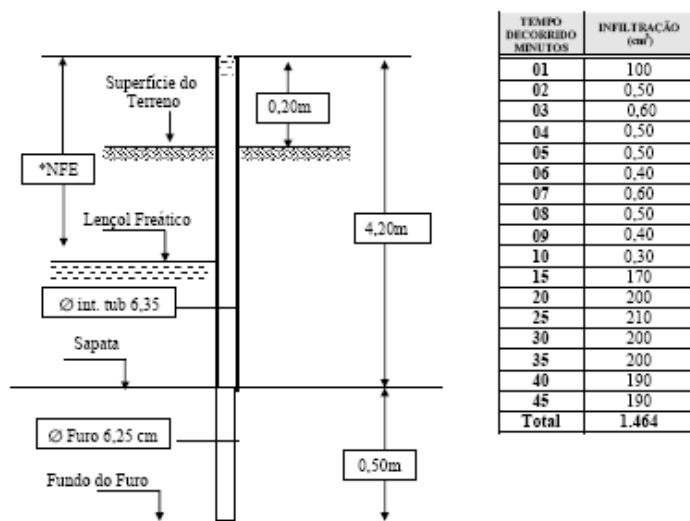 Superfície do
Terreno
0,20m
*NFE
Lençol Freático
4,20m
Ø int. tub 6,35
Sapata
Ø Furo 6,25 cm
0,50m
Fundo do Furo
TEMPO DECORRIDO MINUTOS INFILTRAÇÃO (cm³)
01 100
02 0,50
03 0,60
04 0,50
05 0,50
06 0,40
07 0,60
08 0,50
09 0,40
10 0,30
15 170
20 200
25 210
30 200
35 200
40 190
45 190
Total 1.464